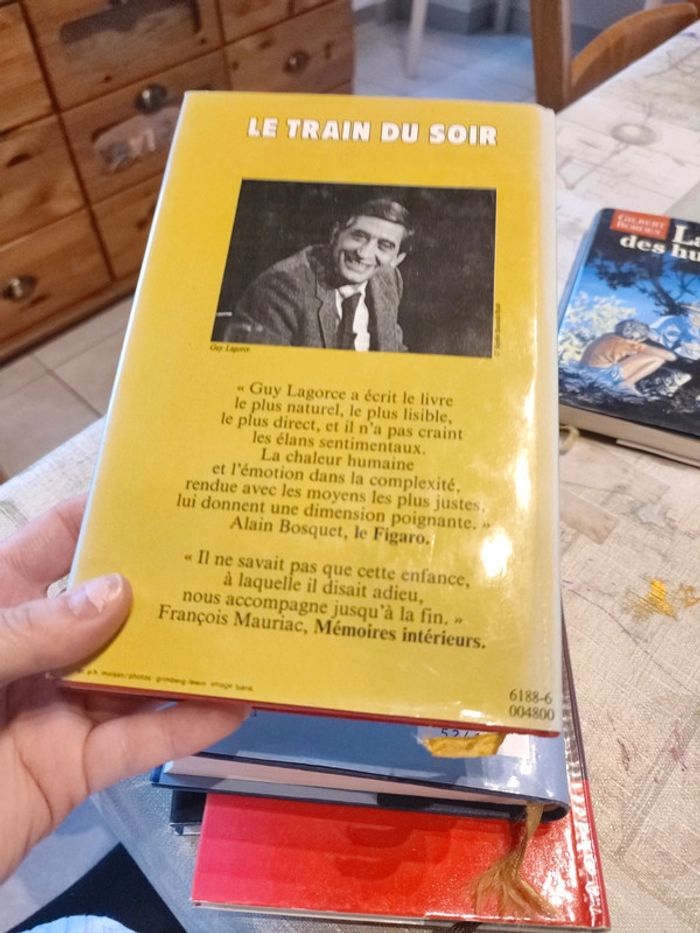 LE TRAIN DU SOIR
Guy Lagorce
« Guy Lagorce a écrit le livre
le plus naturel, le plus lisible,
le plus direct, et il n'a pas craint
les élans sentimentaux.
La chaleur humaine
et l'émotion dans la complexité,
rendue avec les moyens les plus justes,
lui donnent une dimension poignante. »
Alain Bosquet, le Figaro.
« Il ne savait pas que cette enfance,
à laquelle il disait adieu,
nous accompagne jusqu'à la fin. »
François Mauriac, Mémoires intérieurs.
image bank
6188-6
004800
GILBERT
BORDES
des